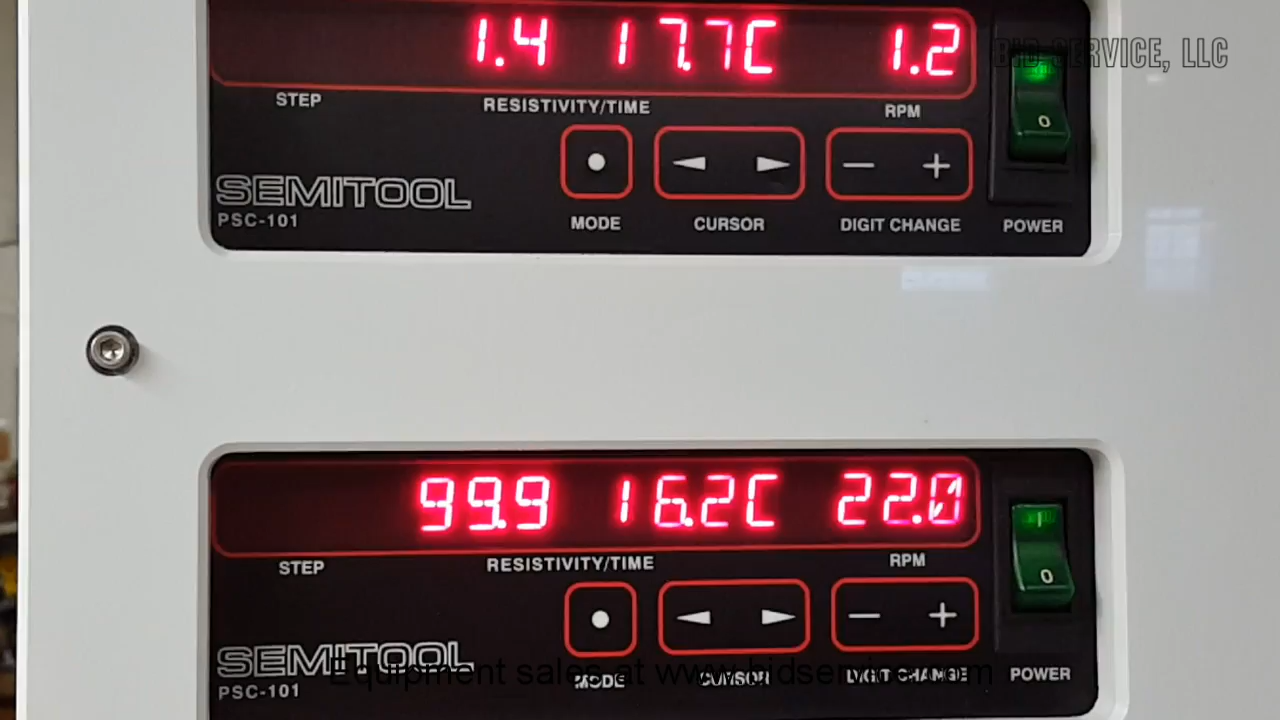 1.4 17.7C 1.2
BID SERVICE, LLC
STEP RESISTIVITY/TIME RPM
0
SEMITOOL
PSC-101
MODE CURSOR DIGIT CHANGE POWER
99.9 16.2C 22.0
STEP RESISTIVITY/TIME RPM
0
SEMITOOL
PSC-101
MODE CURSOR DIGIT CHANGE POWER
Equipment sales at www.bidservice.com